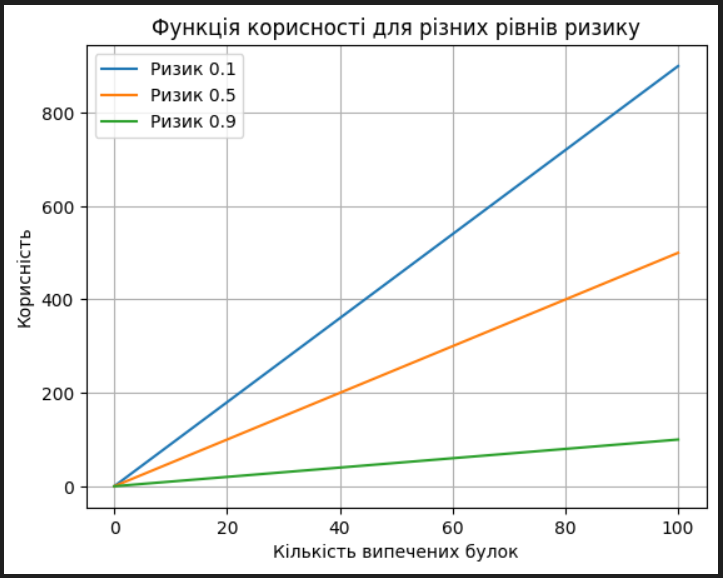 Функція корисності для різних рівнів ризику
Ризик 0.1
Ризик 0.5
Ризик 0.9
800
600
400
200
0
Корисність
0 20 40 60 80 100
Кількість випечених булок